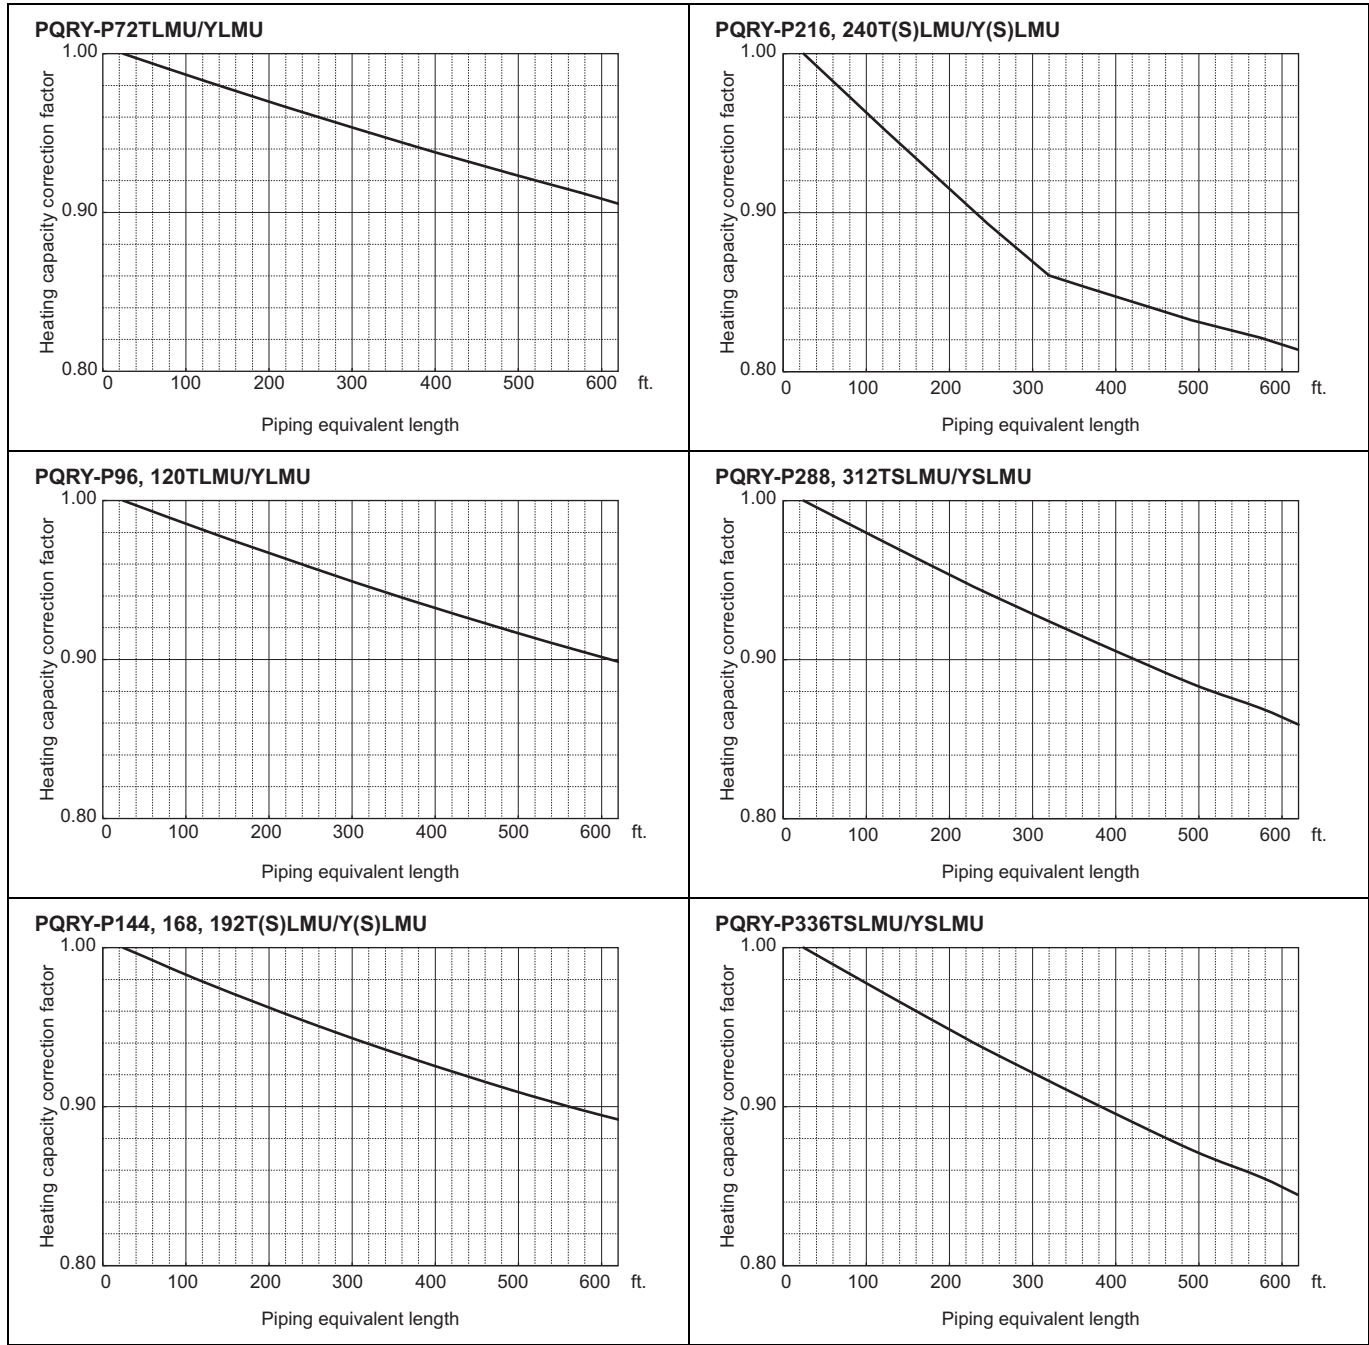 PQRY-P72TLMU/YLMU
Heating capacity correction factor
1.00
0.90
0.80
0 100 200 300 400 500 600 ft.
Piping equivalent length
PQRY-P216, 240T(S)LMU/Y(S)LMU
Heating capacity correction factor
1.00
0.90
0.80
0 100 200 300 400 500 600 ft.
Piping equivalent length
PQRY-P96, 120TLMU/YLMU
Heating capacity correction factor
1.00
0.90
0.80
0 100 200 300 400 500 600 ft.
Piping equivalent length
PQRY-P288, 312TSLMU/YSLMU
Heating capacity correction factor
1.00
0.90
0.80
0 100 200 300 400 500 600 ft.
Piping equivalent length
PQRY-P144, 168, 192T(S)LMU/Y(S)LMU
Heating capacity correction factor
1.00
0.90
0.80
0 100 200 300 400 500 600 ft.
Piping equivalent length
PQRY-P336TSLMU/YSLMU
Heating capacity correction factor
1.00
0.90
0.80
0 100 200 300 400 500 600 ft.
Piping equivalent length